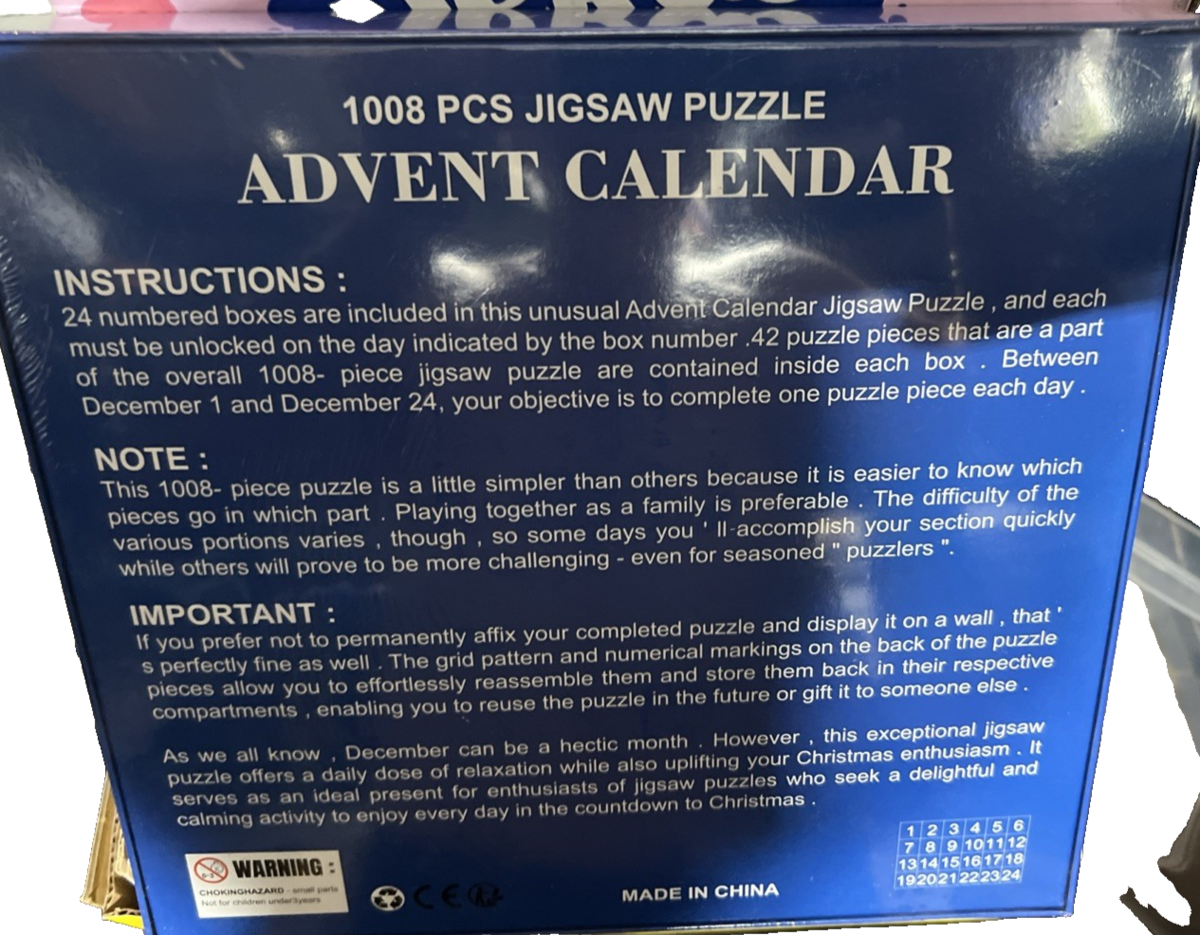 1008 PCS JIGSAW PUZZLE
ADVENT CALENDAR
INSTRUCTIONS :
24 numbered boxes are included in this unusual Advent Calendar Jigsaw Puzzle , and each
must be unlocked on the day indicated by the box number .42 puzzle pieces that are a part
of the overall 1008- piece jigsaw puzzle are contained inside each box . Between
December 1 and December 24, your objective is to complete one puzzle piece each day .
NOTE :
This 1008- piece puzzle is a little simpler than others because it is easier to know which
pieces go in which part . Playing together as a family is preferable . The difficulty of the
various portions varies , though , so some days you ' ll-accomplish your section quickly
while others will prove to be more challenging - even for seasoned " puzzlers ".
IMPORTANT :
If you prefer not to permanently affix your completed puzzle and display it on a wall , that '
s perfectly fine as well . The grid pattern and numerical markings on the back of the puzzle
pieces allow you to effortlessly reassemble them and store them back in their respective
compartments , enabling you to reuse the puzzle in the future or gift it to someone else .
As we all know , December can be a hectic month . However , this exceptional jigsaw
puzzle offers a daily dose of relaxation while also uplifting your Christmas enthusiasm . It
serves as an ideal present for enthusiasts of jigsaw puzzles who seek a delightful and
calming activity to enjoy every day in the countdown to Christmas .
1 2 3 4 5 6
7 8 9 10 11 12
13 14 15 16 17 18
19 20 21 22 23 24
0-3 WARNING :
CHOKINGHAZARD - small parts
Not for children under3years
CE
MADE IN CHINA